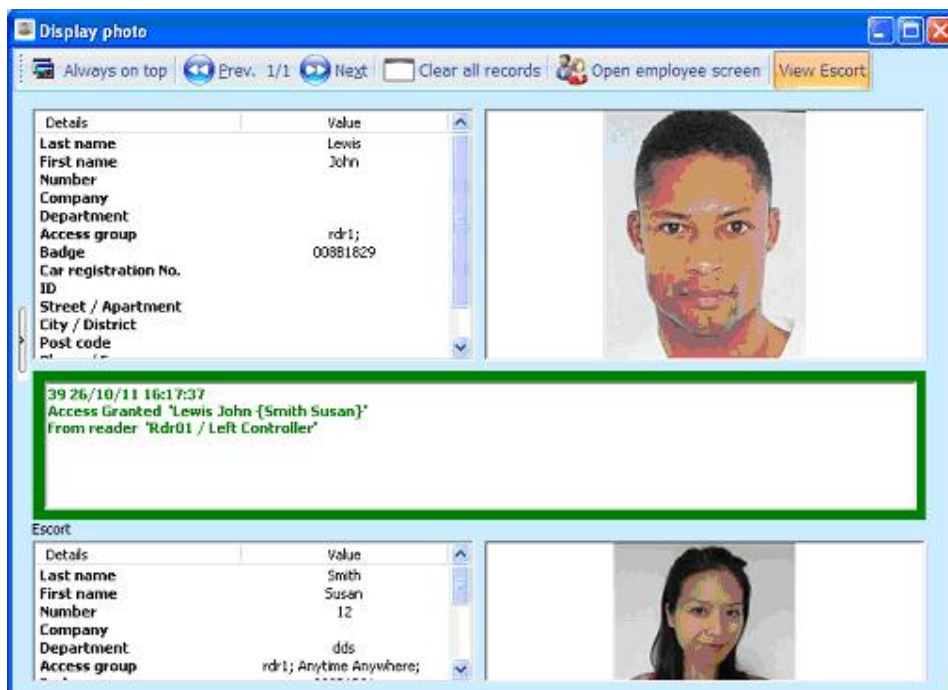 Display photo
Always on top Prev. 1/1 Next Clear all records Open employee screen View Escort
Details Value
Last name Lewis
First name John
Number
Company
Department
Access group rdr1;
Badge 00881829
Car registration No.
ID
Street / Apartment
City / District
Post code
39 26/10/11 16:17:37
Access Granted 'Lewis John {Smith Susan}'
From reader 'Rdr01 / Left Controller'
Escort
Details Value
Last name Smith
First name Susan
Number 12
Company
Department dds
Access group rdr1; Anytime Anywhere;